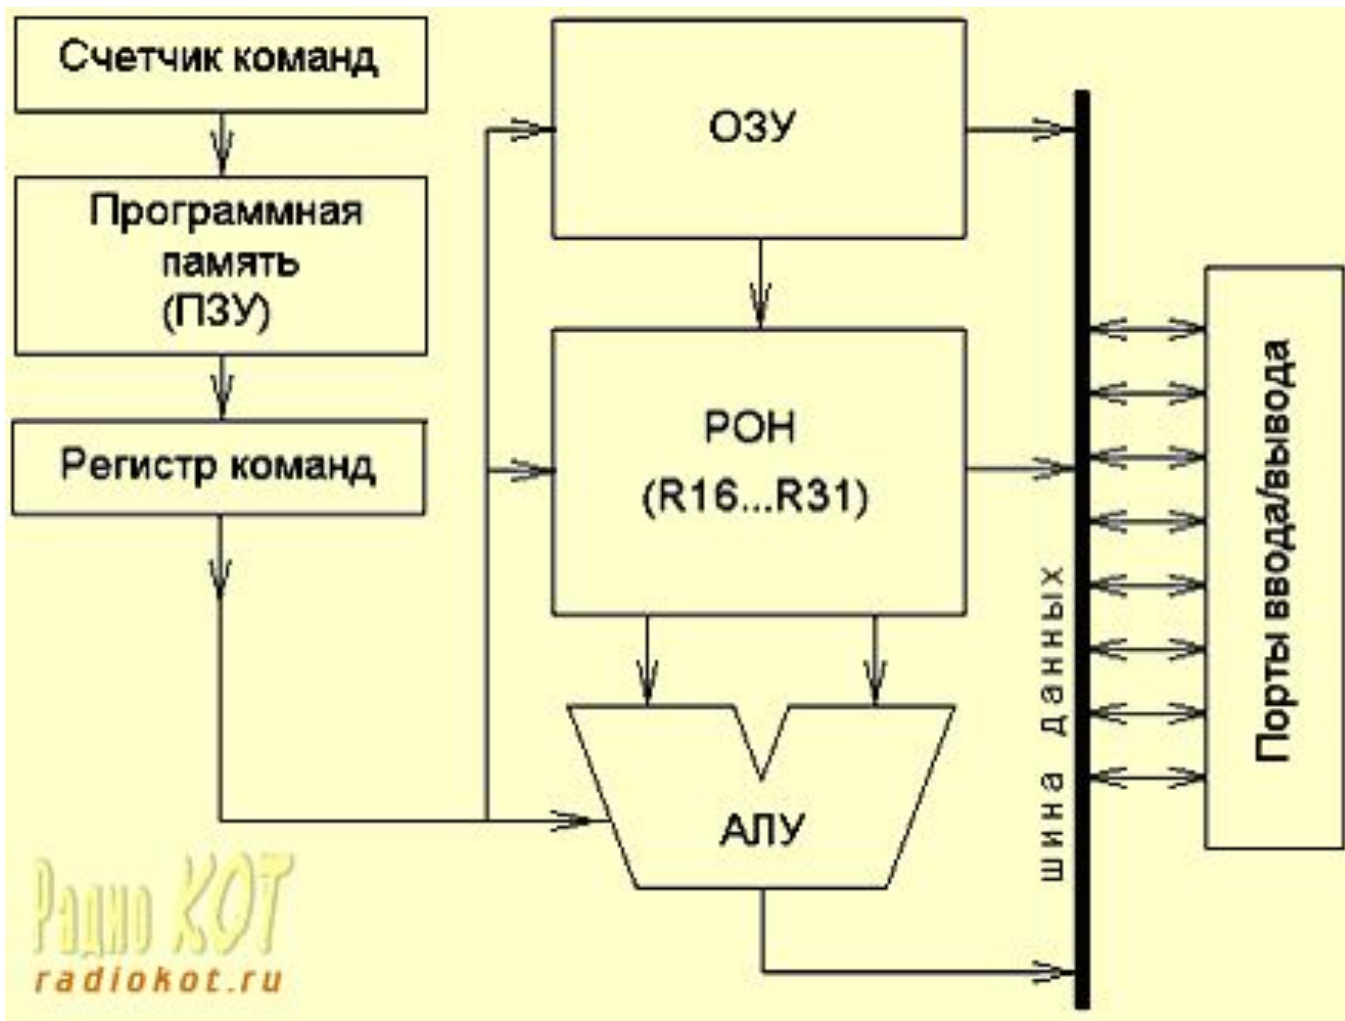 Счетчик команд
Программная
память
(ПЗУ)
Регистр команд
ОЗУ
РОН
(R16...R31)
АЛУ
шина данных
Порты ввода/вывода
Радио КОТ
radiokot.ru